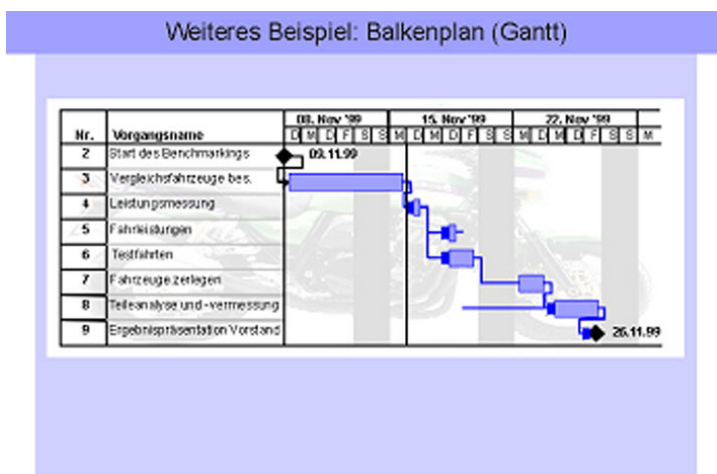 Weiteres Beispiel: Balkenplan (Gantt)
08. Nov '99 15. Nov '99 22. Nov '99
Nr. Vorgangsname D M D F S S M D M D F S S M D M D F S S M
2 Start des Benchmarkings 09.11.99
3 Vergleichsfahrzeuge bes.
4 Leistungsmessung
5 Fahrleistungen
6 Testfahrten
7 Fahrzeuge zerlegen
8 Teileanalyse und -vermessung
9 Ergebnispräsentation Vorstand 26.11.99